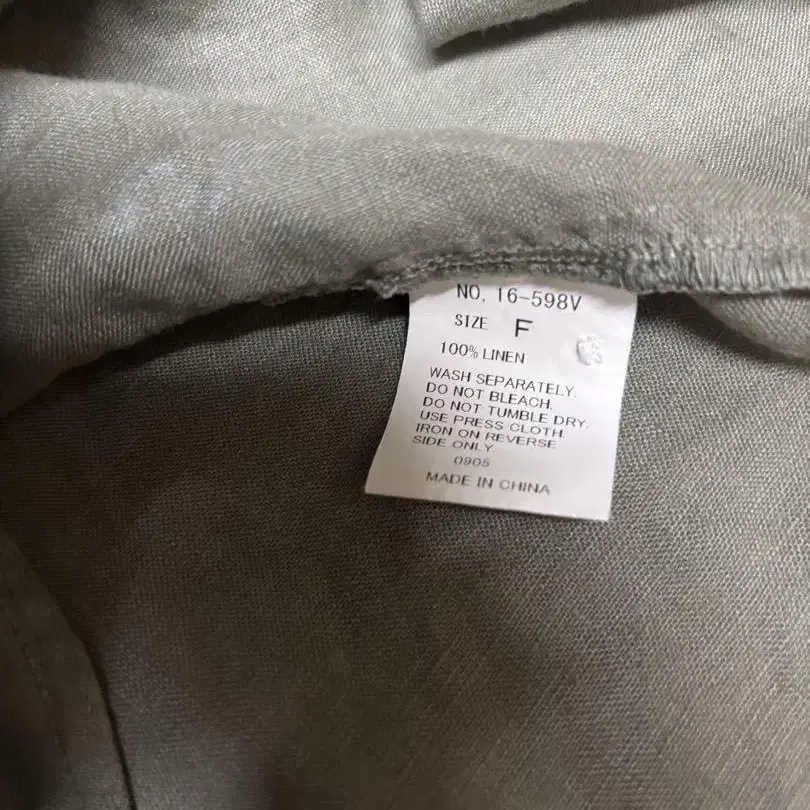 NO. 16-598V
SIZE F
100% LINEN
WASH SEPARATELY.
DO NOT BLEACH.
DO NOT TUMBLE DRY.
USE PRESS CLOTH.
IRON ON REVERSE
SIDE ONLY
0905
MADE IN CHINA